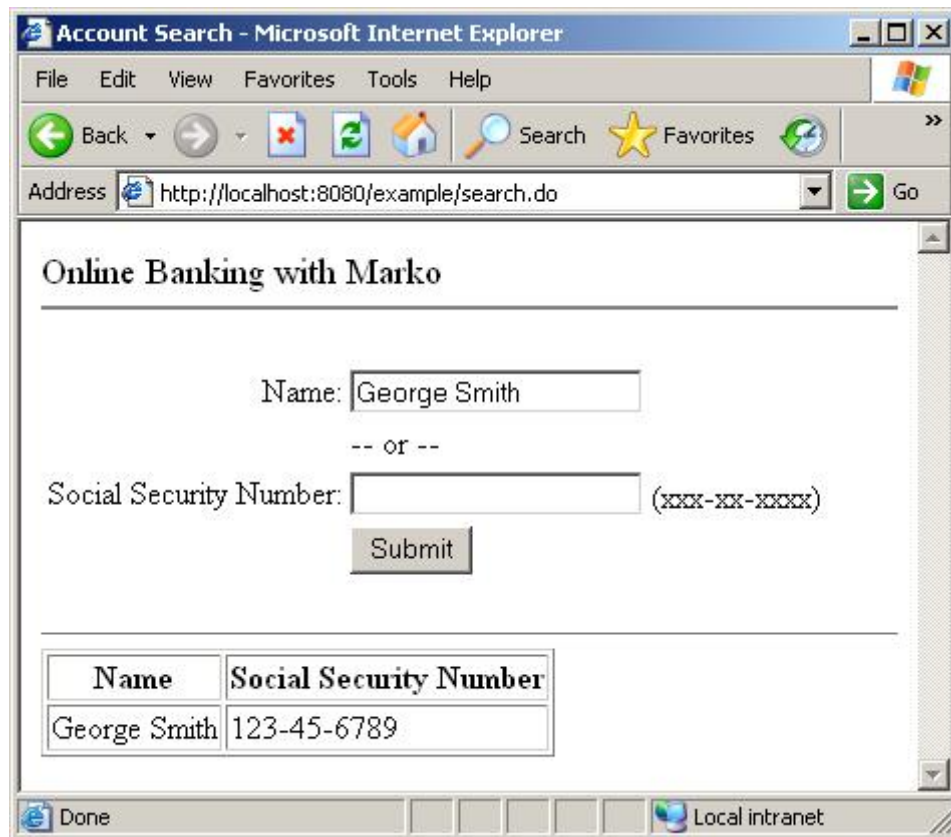 Account Search - Microsoft Internet Explorer
File Edit View Favorites Tools Help
Back Search Favorites »
Address http://localhost:8080/example/search.do Go
Online Banking with Marko
Name: George Smith
-- or --
Social Security Number: (xxx-xx-xxxx)
Submit
Name Social Security Number
George Smith 123-45-6789
Done Local intranet